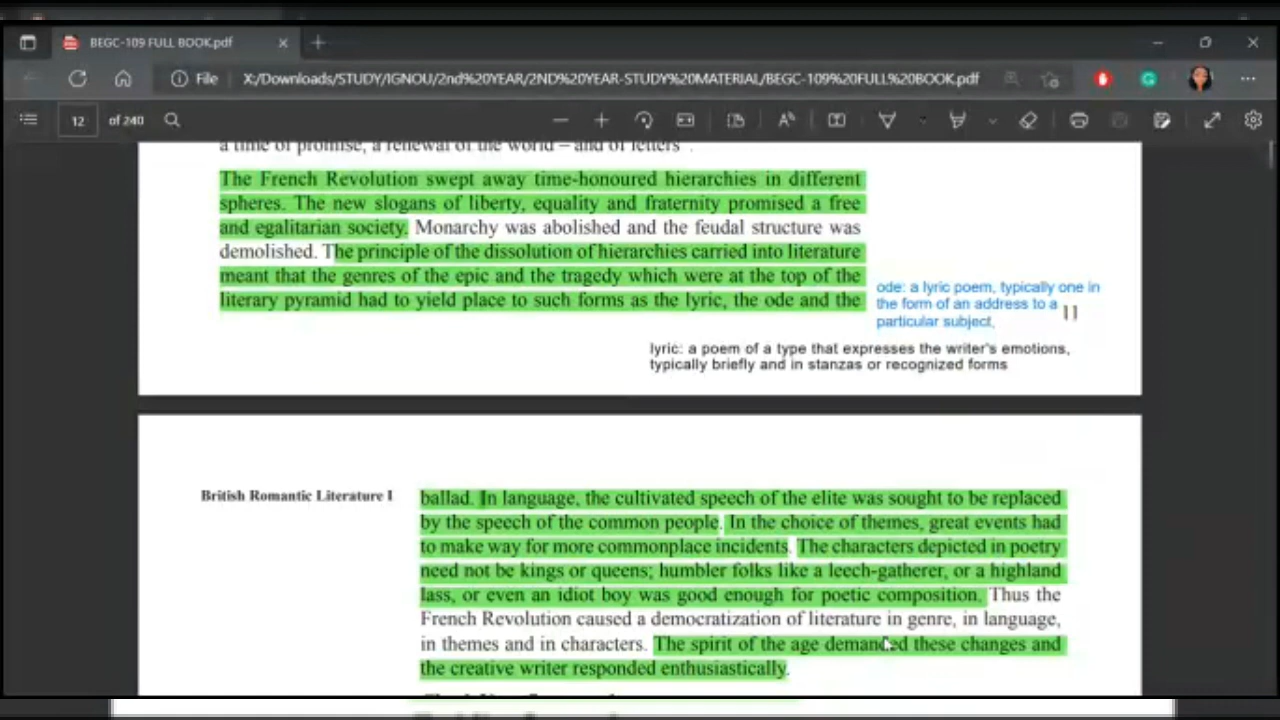 BEGC-109 FULL BOOK.pdf
File X:/Downloads/STUDY/IGNOU/2nd%20YEAR/2ND%20YEAR-STUDY%20MATERIAL/BEGC-109%20FULL%20BOOK.pdf
12 of 240
a time of promise, a renewal of the world – and of letters".
The French Revolution swept away time-honoured hierarchies in different
spheres. The new slogans of liberty, equality and fraternity promised a free
and egalitarian society. Monarchy was abolished and the feudal structure was
demolished. The principle of the dissolution of hierarchies carried into literature
meant that the genres of the epic and the tragedy which were at the top of the
literary pyramid had to yield place to such forms as the lyric, the ode and the
ode: a lyric poem, typically one in
the form of an address to a
particular subject,
11
lyric: a poem of a type that expresses the writer's emotions,
typically briefly and in stanzas or recognized forms
British Romantic Literature I
ballad. In language, the cultivated speech of the elite was sought to be replaced
by the speech of the common people. In the choice of themes, great events had
to make way for more commonplace incidents. The characters depicted in poetry
need not be kings or queens; humbler folks like a leech-gatherer, or a highland
lass, or even an idiot boy was good enough for poetic composition. Thus the
French Revolution caused a democratization of literature in genre, in language,
in themes and in characters. The spirit of the age demanded these changes and
the creative writer responded enthusiastically.